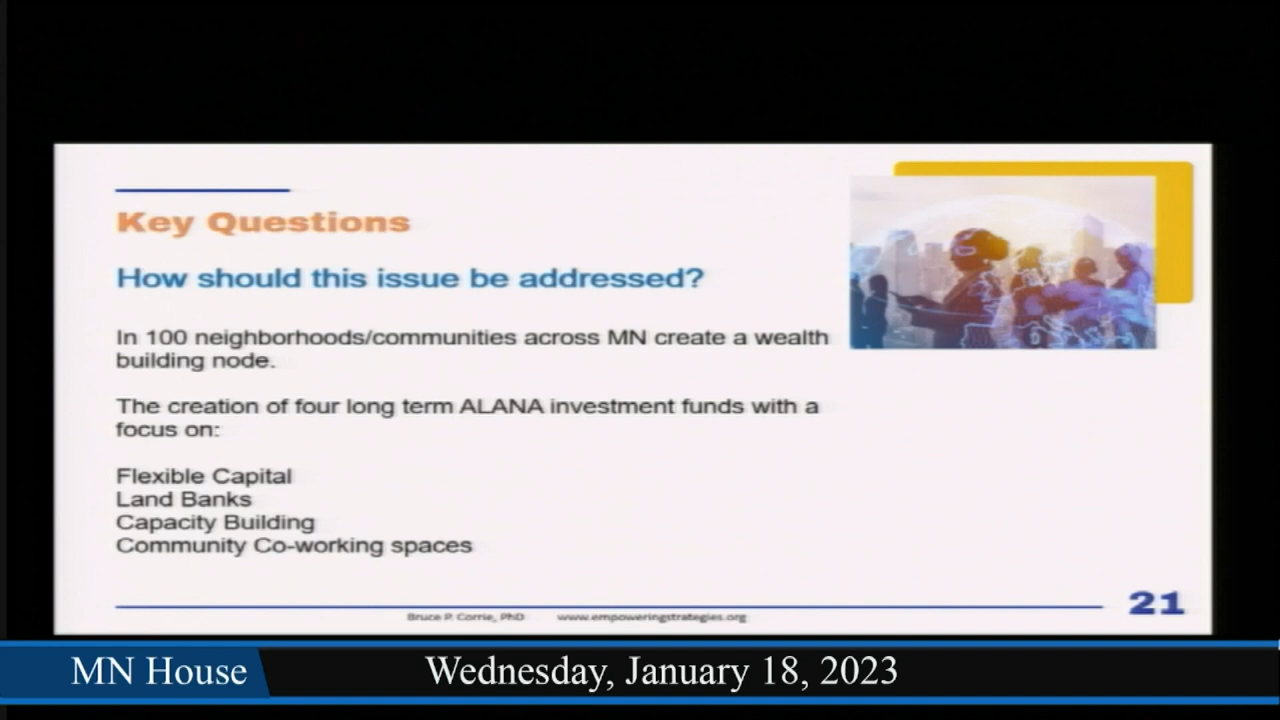 Key Questions
How should this issue be addressed?
In 100 neighborhoods/communities across MN create a wealth
building node.
The creation of four long term ALANA investment funds with a
focus on:
Flexible Capital
Land Banks
Capacity Building
Community Co-working spaces
Bruce P. Corrie, PhD www.empoweringstrategies.org
21
MN House
Wednesday, January 18, 2023